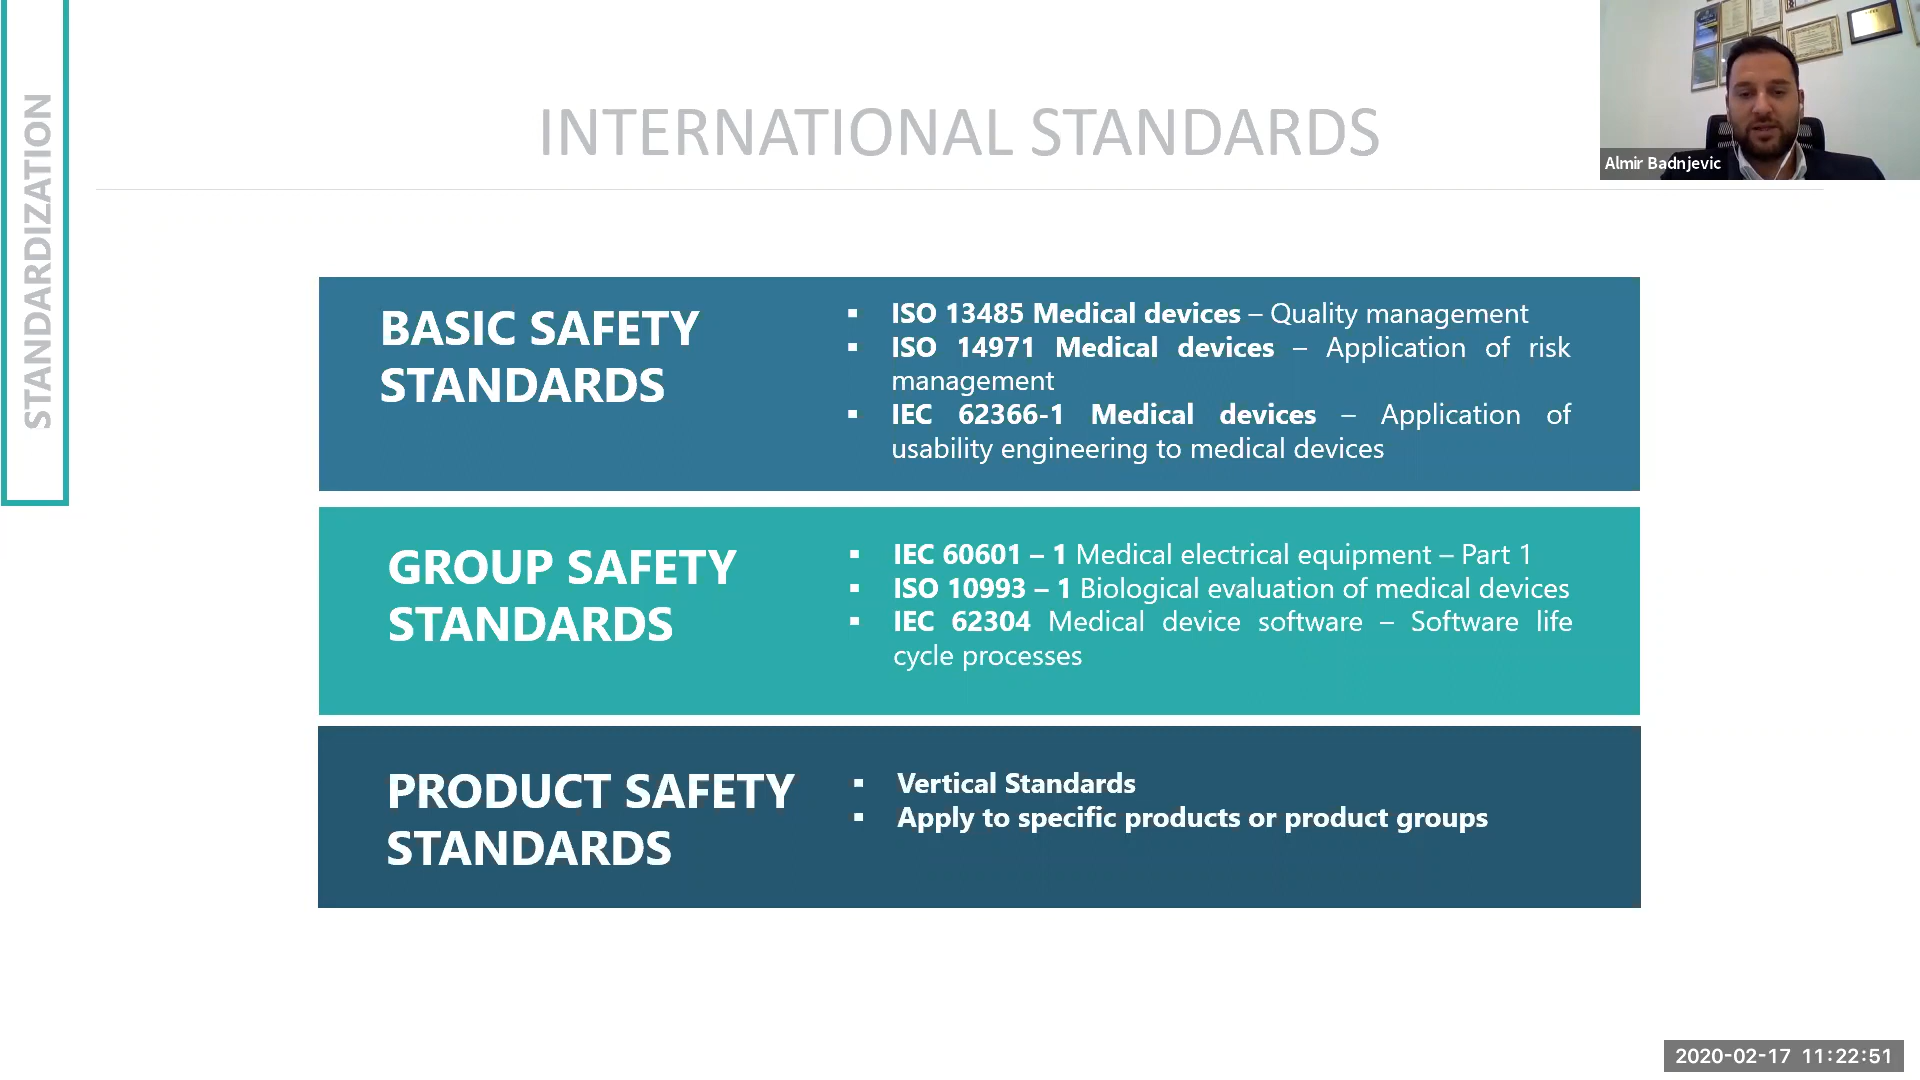 STANDARDIZATION
INTERNATIONAL STANDARDS
Almir Badnjevic
BASIC SAFETY
STANDARDS
▪ ISO 13485 Medical devices – Quality management
▪ ISO 14971 Medical devices – Application of risk
management
▪ IEC 62366-1 Medical devices – Application of
usability engineering to medical devices
GROUP SAFETY
STANDARDS
▪ IEC 60601 – 1 Medical electrical equipment – Part 1
▪ ISO 10993 – 1 Biological evaluation of medical devices
▪ IEC 62304 Medical device software – Software life
cycle processes
PRODUCT SAFETY
STANDARDS
▪ Vertical Standards
▪ Apply to specific products or product groups
2020-02-17 11:22:51